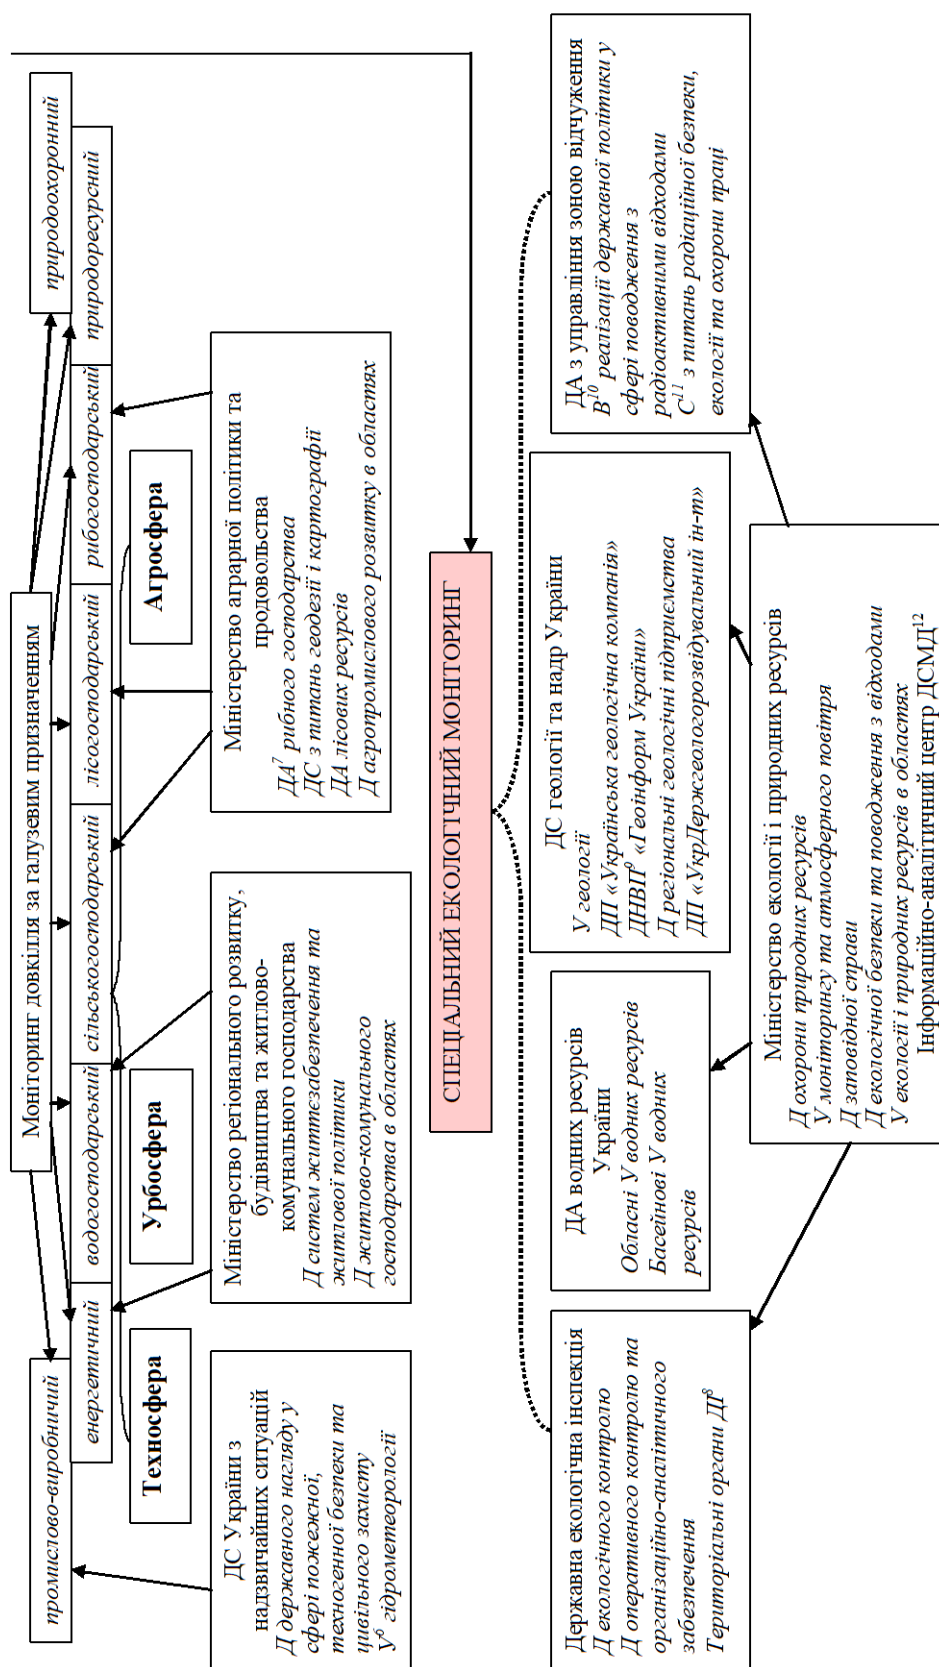 Моніторинг довкілля за галузевим призначенням
промислово-виробничий
природоохоронний
енергетичний
водогосподарський
сільськогосподарський
лісогосподарський
рибогосподарський
природоресурсний
Техносфера
Урбосфера
Агросфера
ДС України з
надзвичайних ситуацій
Д державного нагляду у
сфері пожежної,
техногенної безпеки та
цивільного захисту
У⁶ гідрометеорології
Міністерство регіонального розвитку,
будівництва та житлово-
комунального господарства
Д систем життєзабезпечення та
житлової політики
Д житлово-комунального
господарства в областях
Міністерство аграрної політики та
продовольства
ДА⁷ рибного господарства
ДС з питань геодезії і картографії
ДА лісових ресурсів
Д агропромислового розвитку в областях
СПЕЦІАЛЬНИЙ ЕКОЛОГІЧНИЙ МОНІТОРИНГ
Державна екологічна інспекція
Д екологічного контролю
Д оперативного контролю та
організаційно-аналітичного
забезпечення
Територіальні органи ДІ⁸
ДА водних ресурсів
України
Обласні У водних ресурсів
Басейнові У водних
ресурсів
ДС геології та надр України
У геології
ДП «Українська геологічна компанія»
ДНВП⁹ «Геоінформ України»
Д регіональні геологічні підприємства
ДП «УкрДержгеологорозвідувальний ін-т»
ДА з управління зоною відчуження
В¹⁰ реалізації державної політики у
сфері поводження з
радіоактивними відходами
С¹¹ з питань радіаційної безпеки,
екології та охорони праці
Міністерство екології і природних ресурсів
Д охорони природних ресурсів
У моніторингу та атмосферного повітря
Д заповідної справи
Д екологічної безпеки та поводження з відходами
У екології і природних ресурсів в областях
Інформаційно-аналітичний центр ДСМД¹²